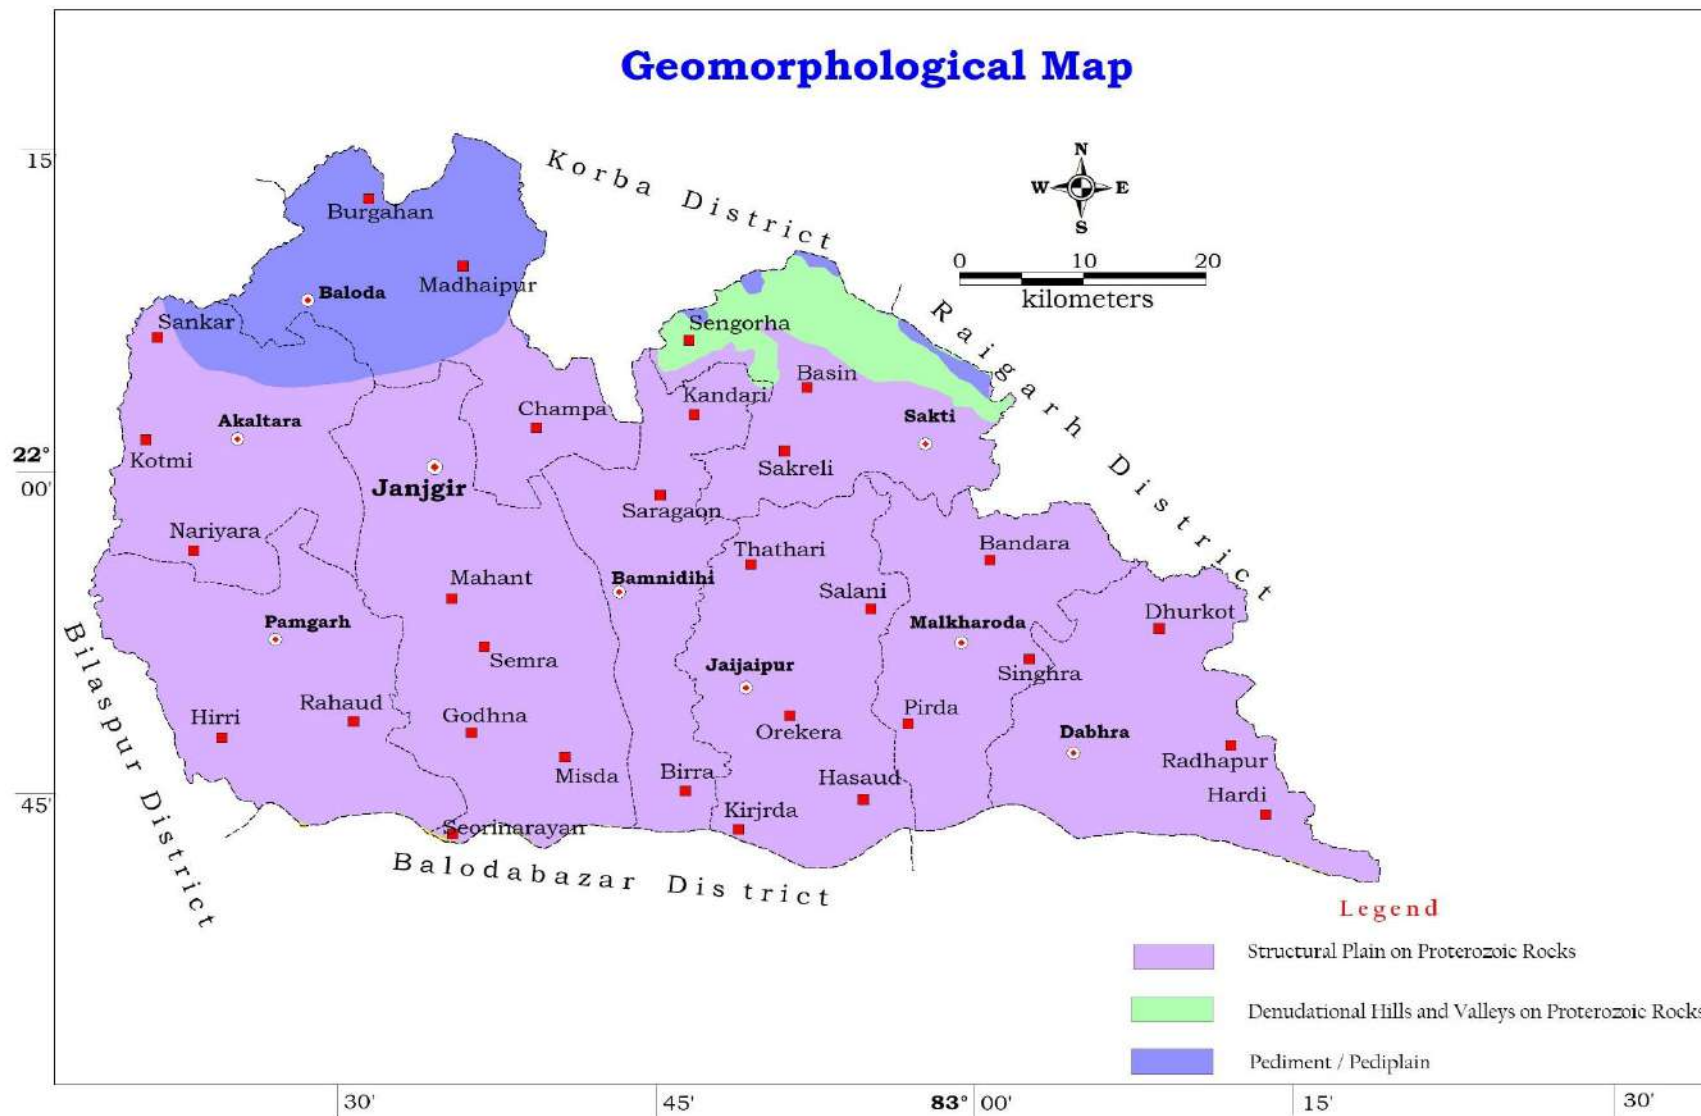 Geomorphological Map
15'
Korba District
N
W E
S
Burgahan
Madhaipur
Baloda
0 10 20
kilometers
Sankar
Sengorha
Raigarh District
Basin
Kandari
Champa
Sakti
Akaltara
Kotmi
Sakreli
22°
00'
Janjgir
Saragaon
Nariyara
Thathari
Bandara
Mahant
Bamnidihi
Salani
Dhurkot
Pamgarh
Malkharoda
Bilaspur District
Semra
Jaijaipur
Singhra
Rahaud
Hirri
Godhna
Pirda
Orekera
Dabhra
Radhapur
Misda
Birra
Hasaud
Hardi
45'
Kirjrda
Seorinarayan
Balodabazar District
Legend
Structural Plain on Proterozoic Rocks
Denudational Hills and Valleys on Proterozoic Rocks
Pediment / Pediplain
30' 45' 83° 00' 15' 30'